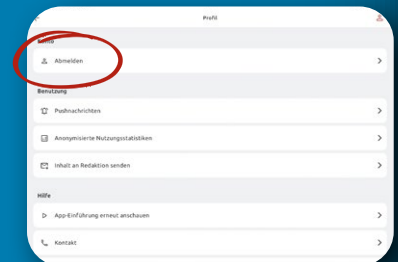 Profil
Konto
Abmelden
Benutzung
Pushnachrichten
Anonymisierte Nutzungsstatistiken
Inhalt an Redaktion senden
Hilfe
App-Einführung erneut anschauen
Kontakt